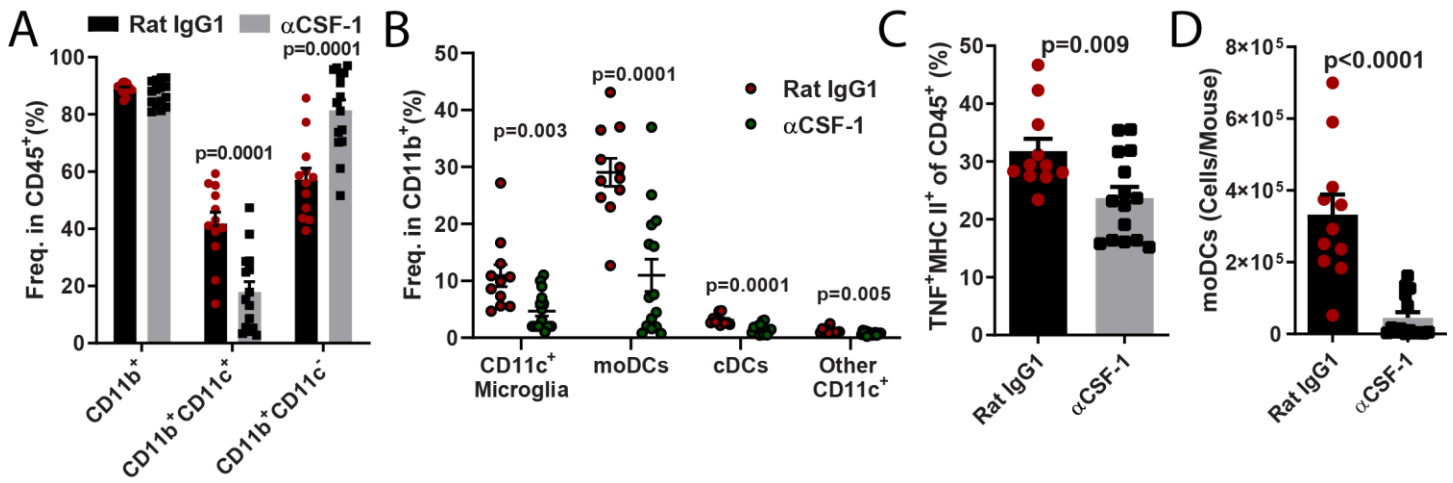 A
Rat IgG1
αCSF-1
Freq. in CD45⁺(%)
100
80
60
40
20
0
p=0.0001
p=0.0001
CD11b⁺
CD11b⁺CD11c⁺
CD11b⁺CD11c⁻
B
Freq. in CD11b⁺(%)
50
40
30
20
10
0
p=0.003
p=0.0001
p=0.0001
p=0.005
Rat IgG1
αCSF-1
CD11c⁺
Microglia
moDCs
cDCs
Other
CD11c⁺
C
TNF⁺MHC II⁺ of CD45⁺ (%)
50
40
30
20
10
0
p=0.009
Rat IgG1
αCSF-1
D
moDCs (Cells/Mouse)
8×10⁵
6×10⁵
4×10⁵
2×10⁵
0
p<0.0001
Rat IgG1
αCSF-1